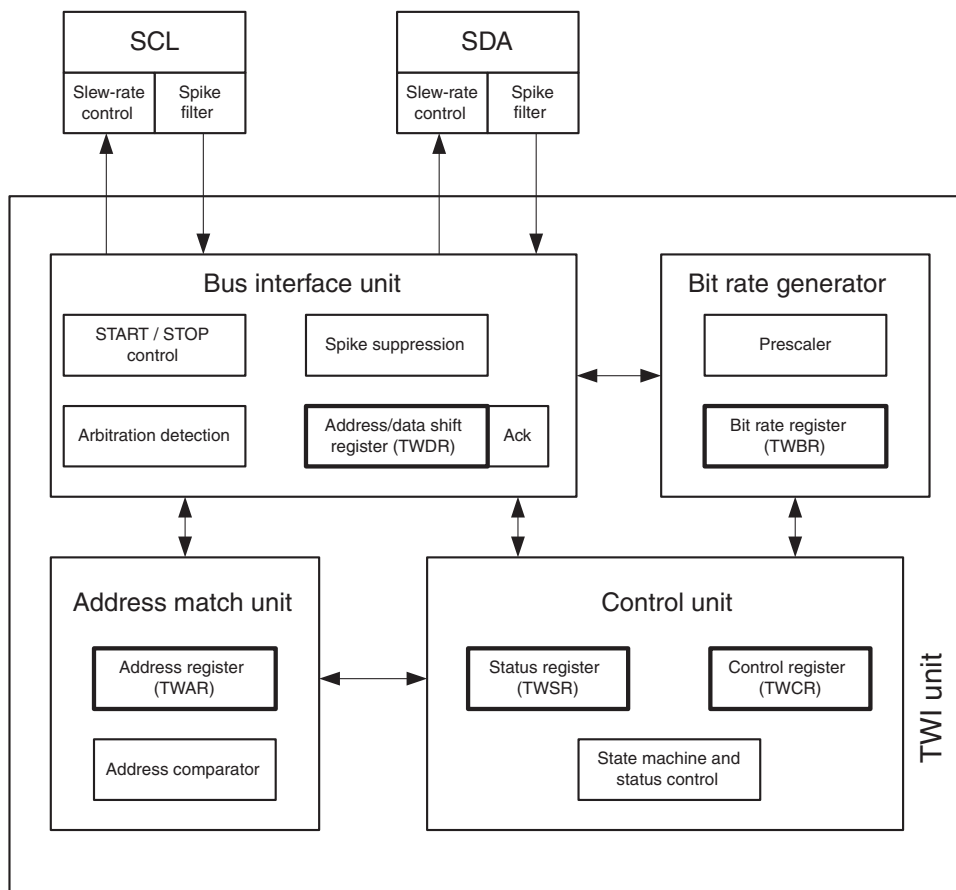 SCL
SDA
Slew-rate
control
Spike
filter
Slew-rate
control
Spike
filter
Bus interface unit
START / STOP
control
Spike suppression
Arbitration detection
Address/data shift
register (TWDR)
Ack
Bit rate generator
Prescaler
Bit rate register
(TWBR)
Address match unit
Address register
(TWAR)
Address comparator
Control unit
Status register
(TWSR)
Control register
(TWCR)
State machine and
status control
TWI unit